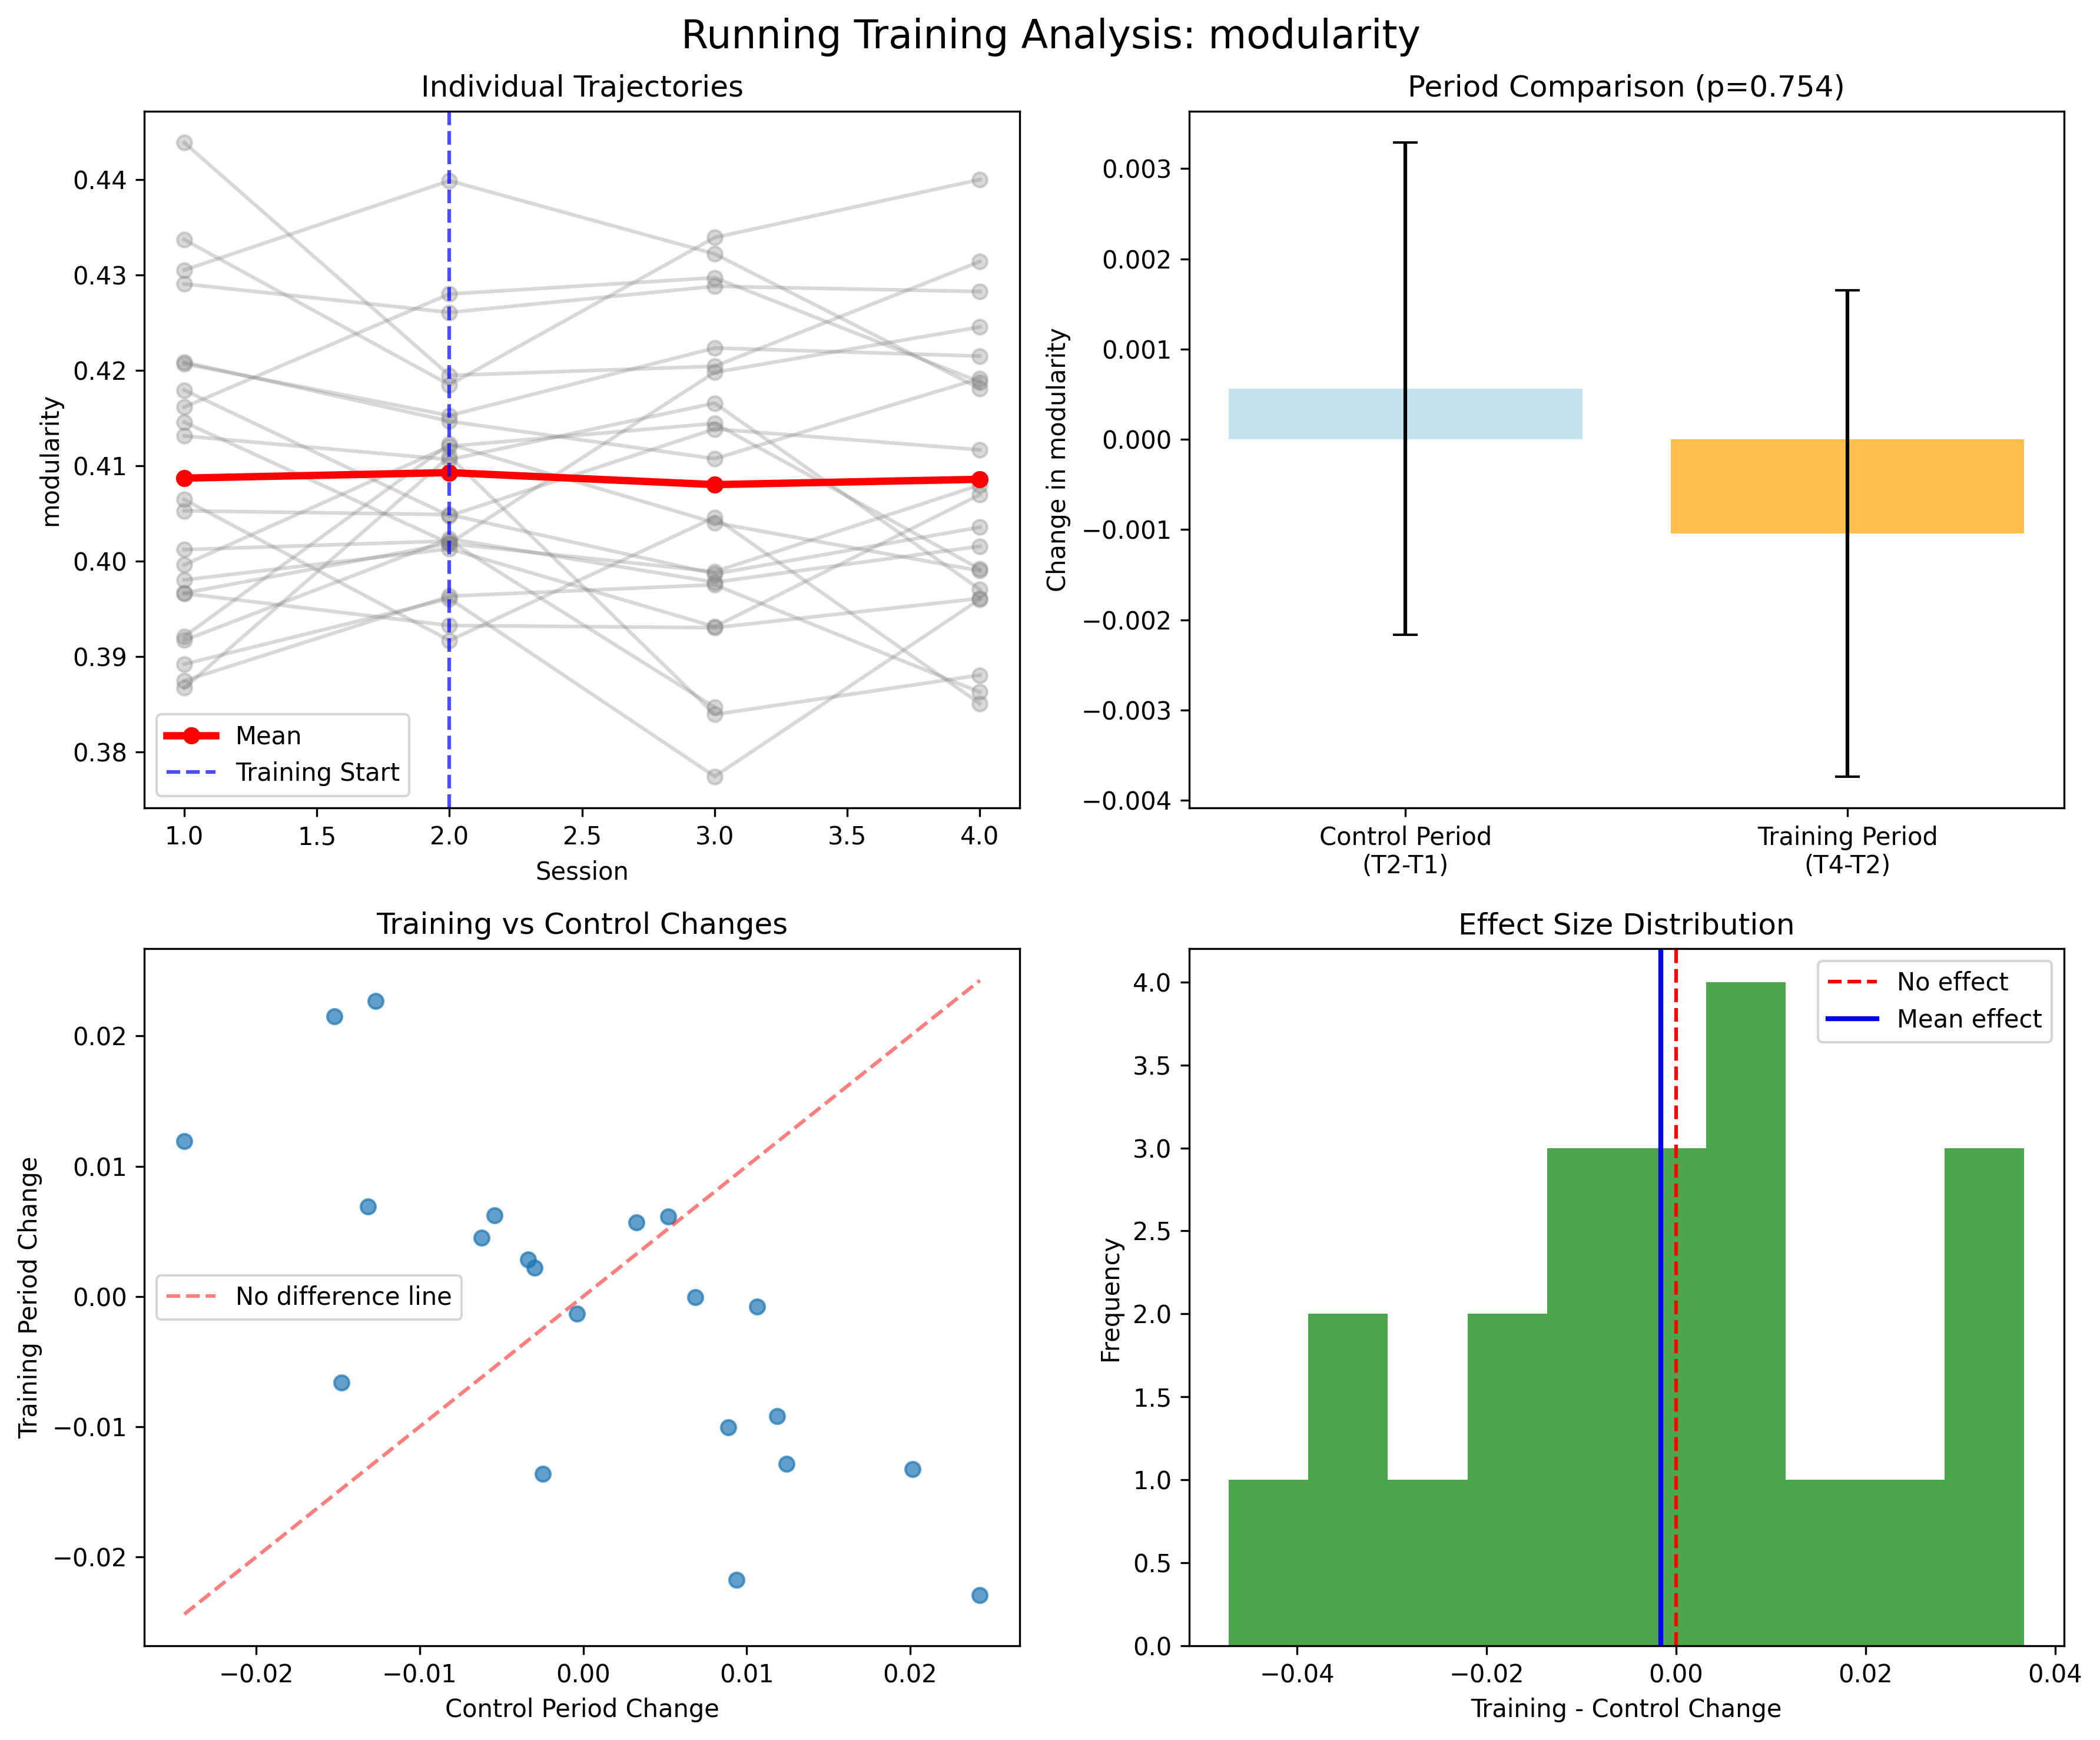 Running Training Analysis: modularity
Individual Trajectories
modularity
0.44
0.43
0.42
0.41
0.40
0.39
0.38
Mean
Training Start
1.0 1.5 2.0 2.5 3.0 3.5 4.0
Session
Period Comparison (p=0.754)
Change in modularity
0.003
0.002
0.001
0.000
−0.001
−0.002
−0.003
−0.004
Control Period
(T2-T1)
Training Period
(T4-T2)
Training vs Control Changes
Training Period Change
0.02
0.01
0.00
−0.01
−0.02
No difference line
−0.02 −0.01 0.00 0.01 0.02
Control Period Change
Effect Size Distribution
Frequency
4.0
3.5
3.0
2.5
2.0
1.5
1.0
0.5
0.0
No effect
Mean effect
−0.04 −0.02 0.00 0.02 0.04
Training - Control Change